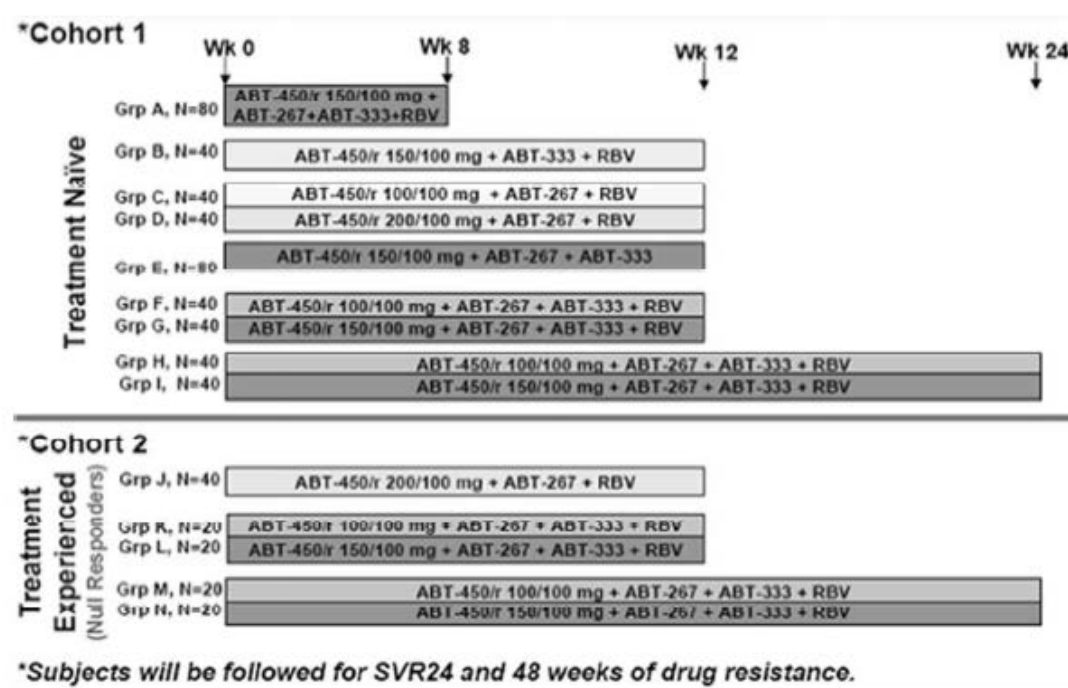 *Cohort 1
Wk 0
Wk 8
Wk 12
Wk 24
Treatment Naïve
Grp A, N=80
ABT-450/r 150/100 mg +
ABT-267+ABT-333+RBV
Grp B, N=40
ABT-450/r 150/100 mg + ABT-333 + RBV
Grp C, N=40
ABT-450/r 100/100 mg + ABT-267 + RBV
Grp D, N=40
ABT-450/r 200/100 mg + ABT-267 + RBV
Grp E, N=80
ABT-450/r 150/100 mg + ABT-267 + ABT-333
Grp F, N=40
ABT-450/r 100/100 mg + ABT-267 + ABT-333 + RBV
Grp G, N=40
ABT-450/r 150/100 mg + ABT-267 + ABT-333 + RBV
Grp H, N=40
ABT-450/r 100/100 mg + ABT-267 + ABT-333 + RBV
Grp I, N=40
ABT-450/r 150/100 mg + ABT-267 + ABT-333 + RBV
*Cohort 2
Treatment
Experienced
(Null Responders)
Grp J, N=40
ABT-450/r 200/100 mg + ABT-267 + RBV
Grp K, N=20
ABT-450/r 100/100 mg + ABT-267 + ABT-333 + RBV
Grp L, N=20
ABT-450/r 150/100 mg + ABT-267 + ABT-333 + RBV
Grp M, N=20
ABT-450/r 100/100 mg + ABT-267 + ABT-333 + RBV
Grp N, N=20
ABT-450/r 150/100 mg + ABT-267 + ABT-333 + RBV
*Subjects will be followed for SVR24 and 48 weeks of drug resistance.